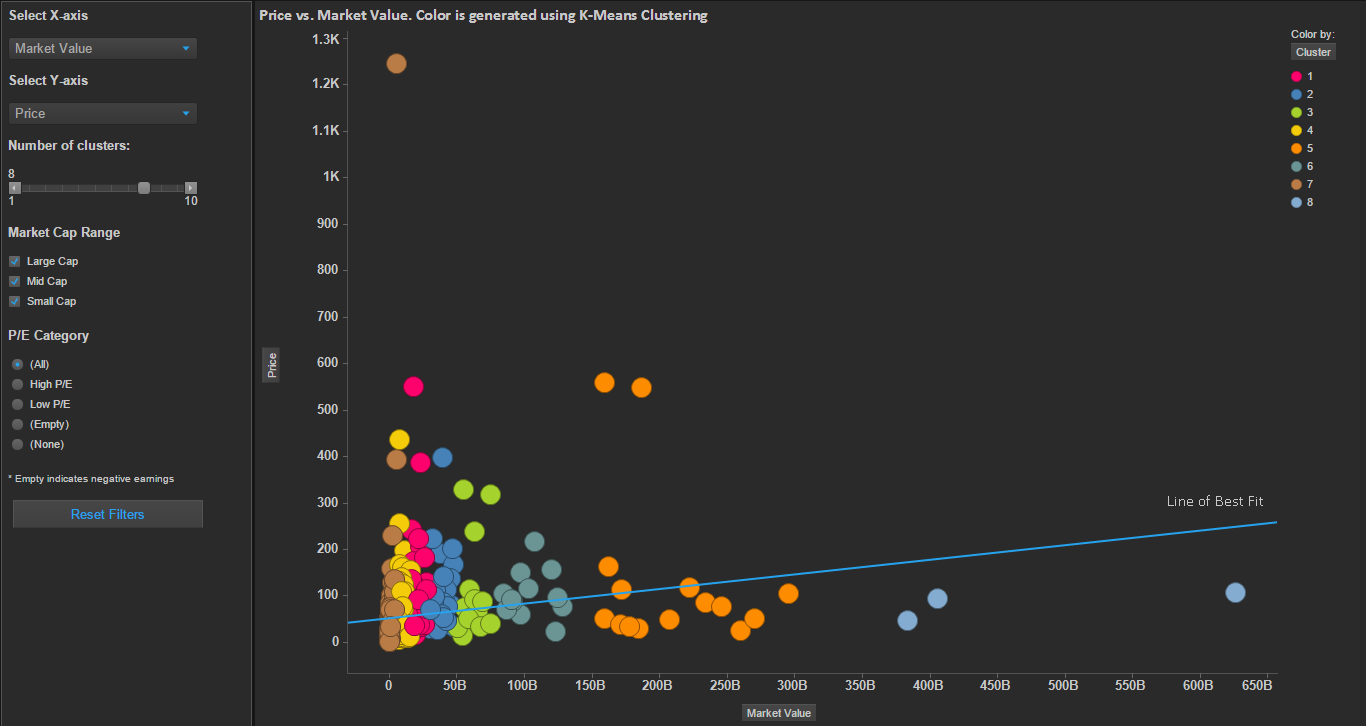 Select X-axis
Market Value
Select Y-axis
Price
Number of clusters:
8
1 10
Market Cap Range
Large Cap
Mid Cap
Small Cap
P/E Category
(All)
High P/E
Low P/E
(Empty)
(None)
* Empty indicates negative earnings
Reset Filters
Price vs. Market Value. Color is generated using K-Means Clustering
1.3K
1.2K
1.1K
1K
900
800
700
600
500
400
300
200
100
0
Price
Line of Best Fit
0 50B 100B 150B 200B 250B 300B 350B 400B 450B 500B 550B 600B 650B
Market Value
Color by:
Cluster
1
2
3
4
5
6
7
8